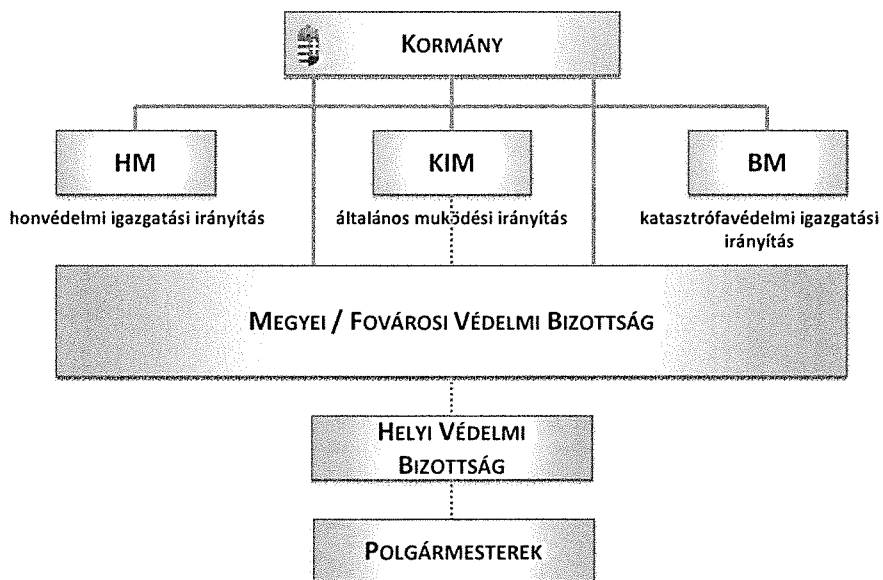 KORMÁNY
HM
KIM
BM
honvédelmi igazgatási irányítás
általános muködési irányítás
katasztrófavédelmi igazgatási
irányítás
MEGYEI / FOVÁROSI VÉDELMI BIZOTTSÁG
HELYI VÉDELMI
BIZOTTSÁG
POLGÁRMESTEREK